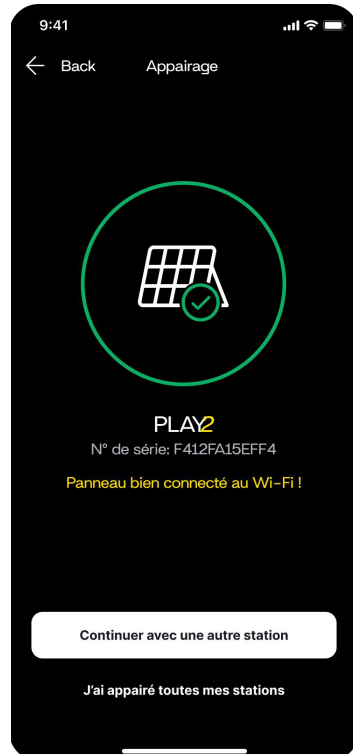 9:41
Back Appairage
PLAY2
N° de série: F412FA15EFF4
Panneau bien connecté au Wi-Fi !
Continuer avec une autre station
J'ai appairé toutes mes stations